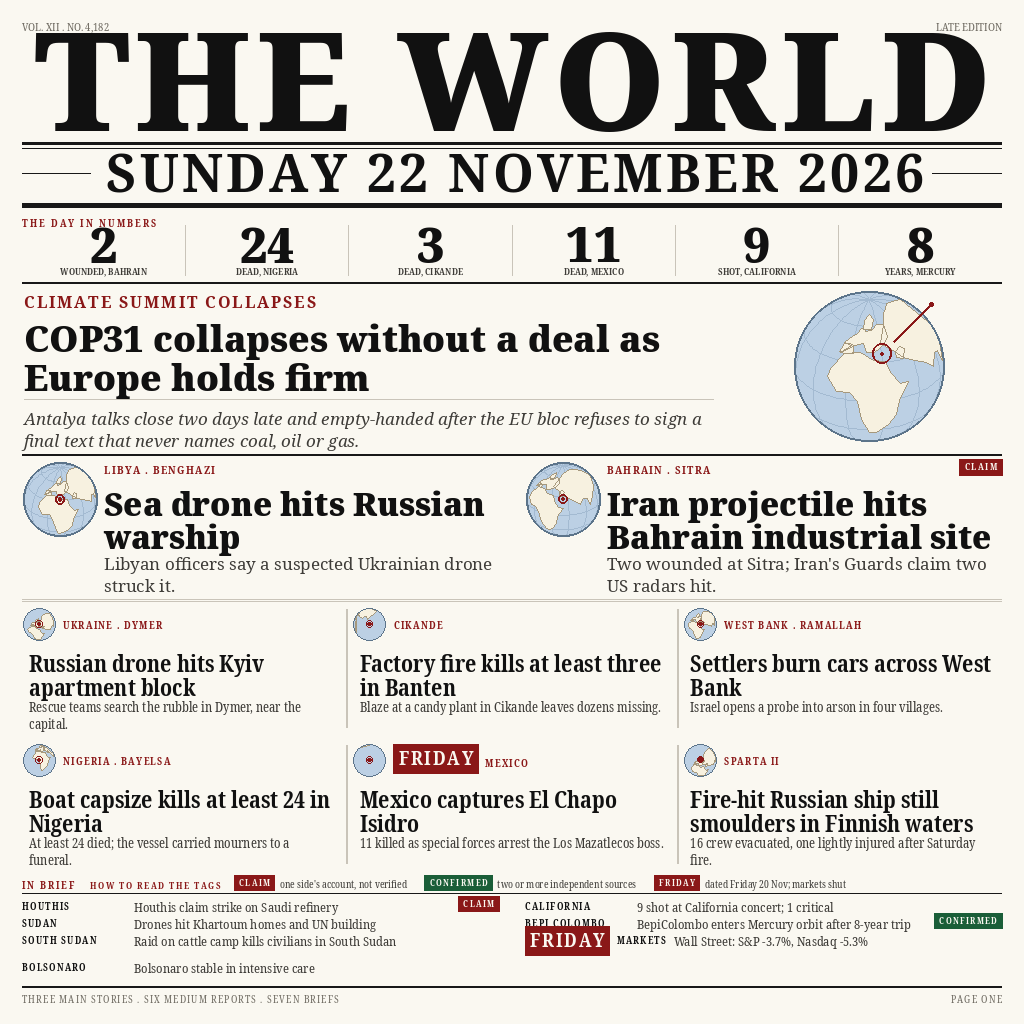 VOL. XII . NO. 4,182
LATE EDITION
THE WORLD
SUNDAY 22 NOVEMBER 2026
THE DAY IN NUMBERS
2
WOUNDED, BAHRAIN
24
DEAD, NIGERIA
3
DEAD, CIKANDE
11
DEAD, MEXICO
9
SHOT, CALIFORNIA
8
YEARS, MERCURY
CLIMATE SUMMIT COLLAPSES
COP31 collapses without a deal as
Europe holds firm
Antalya talks close two days late and empty-handed after the EU bloc refuses to sign a
final text that never names coal, oil or gas.
LIBYA . BENGHAZI
Sea drone hits Russian
warship
Libyan officers say a suspected Ukrainian drone
struck it.
BAHRAIN . SITRA
CLAIM
Iran projectile hits
Bahrain industrial site
Two wounded at Sitra; Iran's Guards claim two
US radars hit.
UKRAINE . DYMER
Russian drone hits Kyiv
apartment block
Rescue teams search the rubble in Dymer, near the
capital.
CIKANDE
Factory fire kills at least three
in Banten
Blaze at a candy plant in Cikande leaves dozens missing.
WEST BANK . RAMALLAH
Settlers burn cars across West
Bank
Israel opens a probe into arson in four villages.
NIGERIA . BAYELSA
Boat capsize kills at least 24 in
Nigeria
At least 24 died; the vessel carried mourners to a
funeral.
FRIDAY MEXICO
Mexico captures El Chapo
Isidro
11 killed as special forces arrest the Los Mazatlecos boss.
SPARTA II
Fire-hit Russian ship still
smoulders in Finnish waters
16 crew evacuated, one lightly injured after Saturday
fire.
IN BRIEF HOW TO READ THE TAGS CLAIM one side's account, not verified CONFIRMED two or more independent sources FRIDAY dated Friday 20 Nov; markets shut
HOUTHIS Houthis claim strike on Saudi refinery CLAIM
SUDAN Drones hit Khartoum homes and UN building
SOUTH SUDAN Raid on cattle camp kills civilians in South Sudan
BOLSONARO Bolsonaro stable in intensive care
CALIFORNIA 9 shot at California concert; 1 critical
BEPI COLOMBO BepiColombo enters Mercury orbit after 8-year trip CONFIRMED
FRIDAY MARKETS Wall Street: S&P -3.7%, Nasdaq -5.3%
THREE MAIN STORIES . SIX MEDIUM REPORTS . SEVEN BRIEFS
PAGE ONE